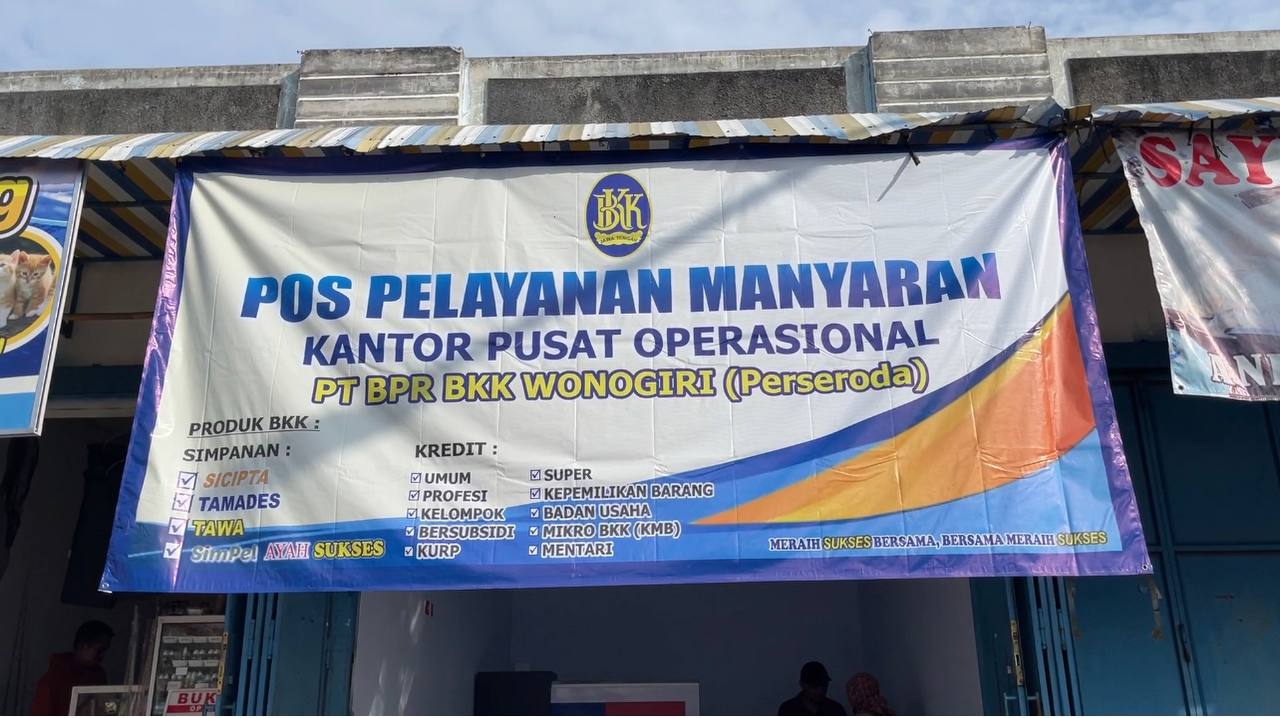 BKK
JAWA TENGAH
POS PELAYANAN MANYARAN
KANTOR PUSAT OPERASIONAL
PT BPR BKK WONOGIRI (Perseroda)
PRODUK BKK :
SIMPANAN :
SICIPTA
TAMADES
TAWA
SimPel AYAH SUKSES
KREDIT :
UMUM
PROFESI
KELOMPOK
BERSUBSIDI
KURP
SUPER
KEPEMILIKAN BARANG
BADAN USAHA
MIKRO BKK (KMB)
MENTARI
MERAIH SUKSES BERSAMA, BERSAMA MERAIH SUKSES
SAY
BUK